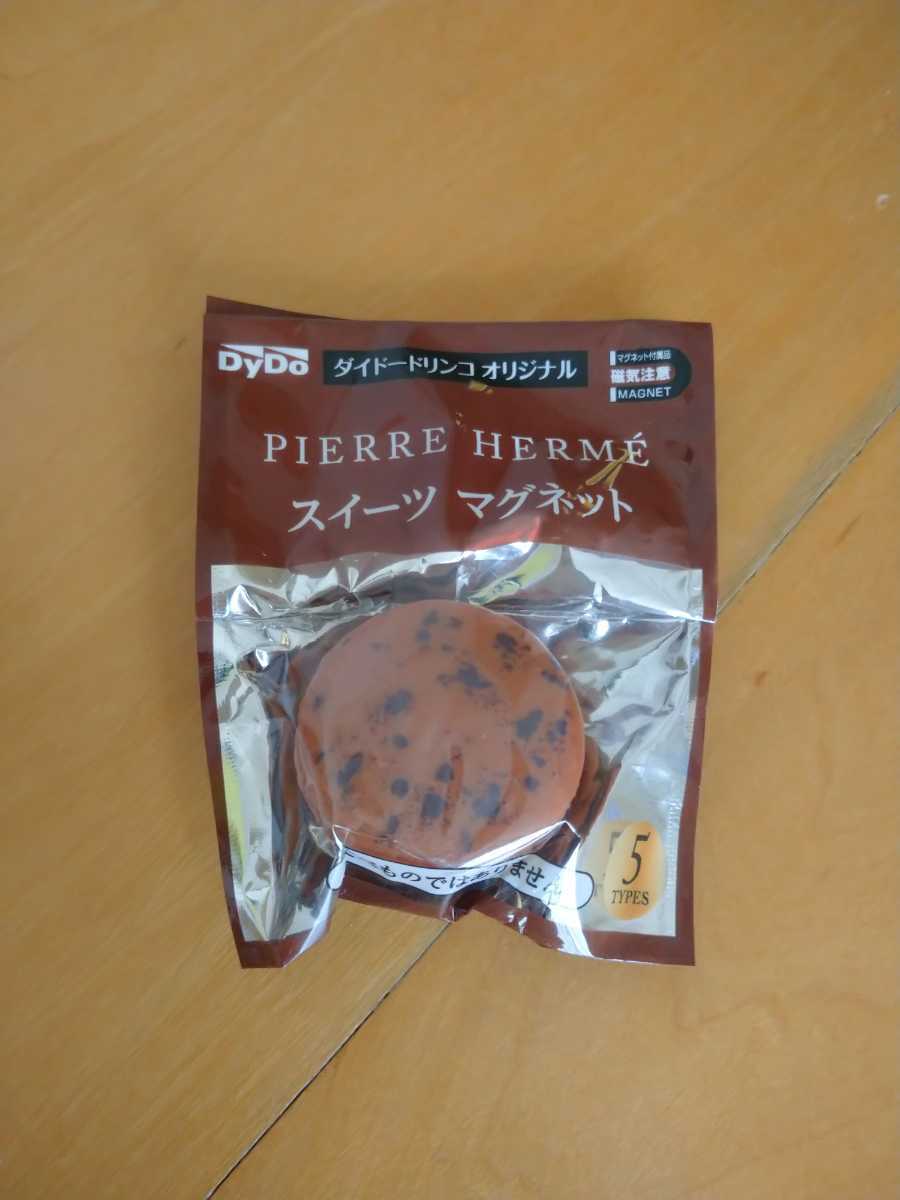 DyDo
ダイドードリンコ オリジナル
マグネット付属品
磁気注意
MAGNET
PIERRE HERMÉ
スイーツ マグネット
ものではありません
5
TYPES